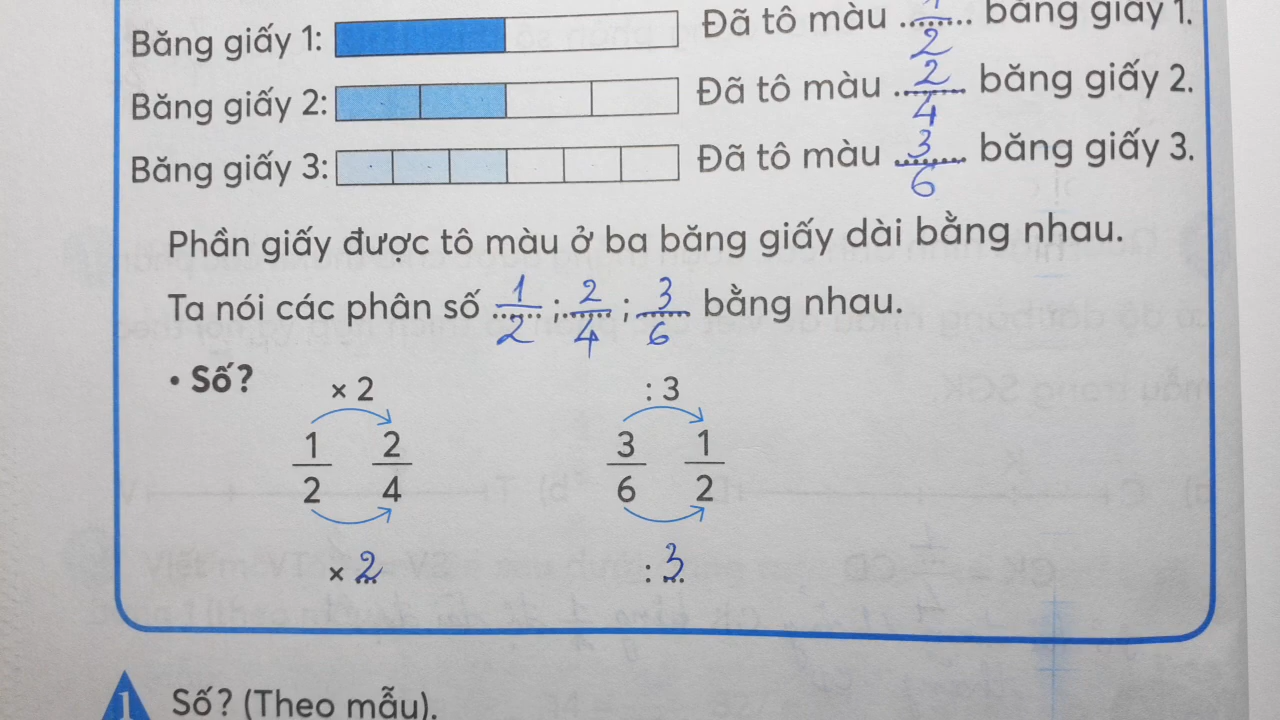 Băng giấy 1: Đã tô màu 1/2 băng giấy 1.
Băng giấy 2: Đã tô màu 2/4 băng giấy 2.
Băng giấy 3: Đã tô màu 3/6 băng giấy 3.
Phần giấy được tô màu ở ba băng giấy dài bằng nhau.
Ta nói các phân số 1/2 ; 2/4 ; 3/6 bằng nhau.
• Số?
× 2 : 3
1/2 2/4 3/6 1/2
× 2 : 3
1 Số? (Theo mẫu).